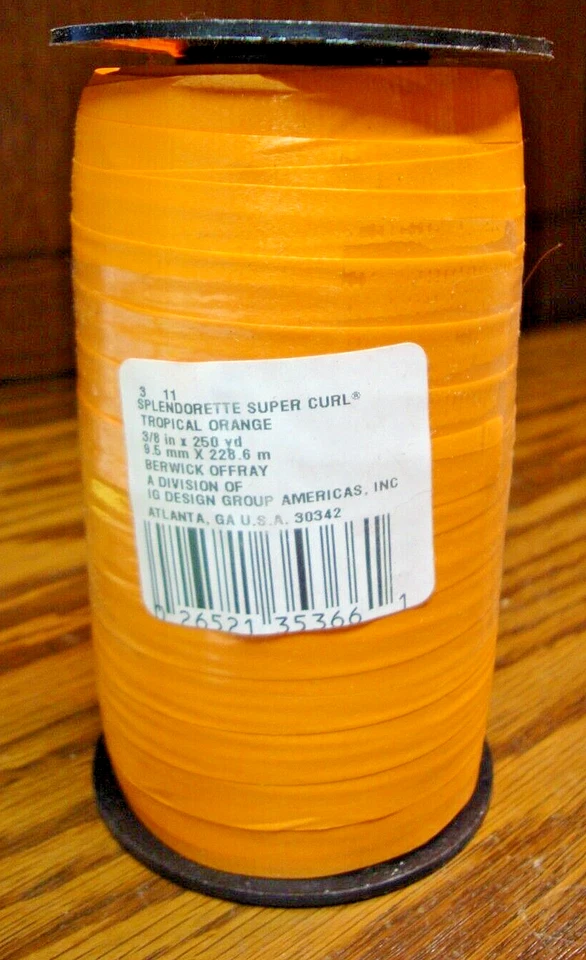 3 11
SPLENDORETTE SUPER CURL®
TROPICAL ORANGE
3/8 in x 250 yd
9.5 mm X 228.6 m
BERWICK OFFRAY
A DIVISION OF
IG DESIGN GROUP AMERICAS, INC
ATLANTA, GA U.S.A. 30342
0 26521 35366 1